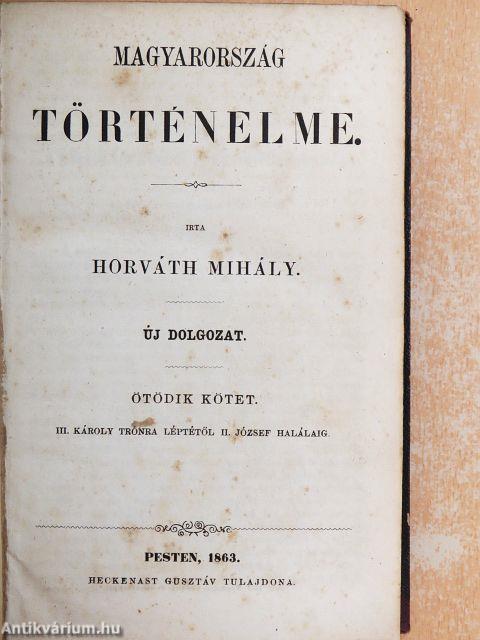 MAGYARORSZÁG
TÖRTÉNELME.
IRTA
HORVÁTH MIHÁLY.
ÚJ DOLGOZAT.
ÖTÖDIK KÖTET.
III. KÁROLY TRÓNRA LÉPTÉTŐL II. JÓZSEF HALÁLAIG.
PESTEN, 1863.
HECKENAST GUSZTÁV TULAJDONA.
Antikvárium.hu